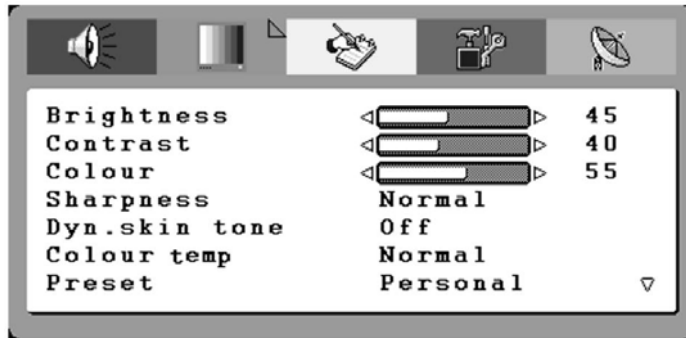 Brightness 45
Contrast 40
Colour 55
Sharpness Normal
Dyn.skin tone Off
Colour temp Normal
Preset Personal